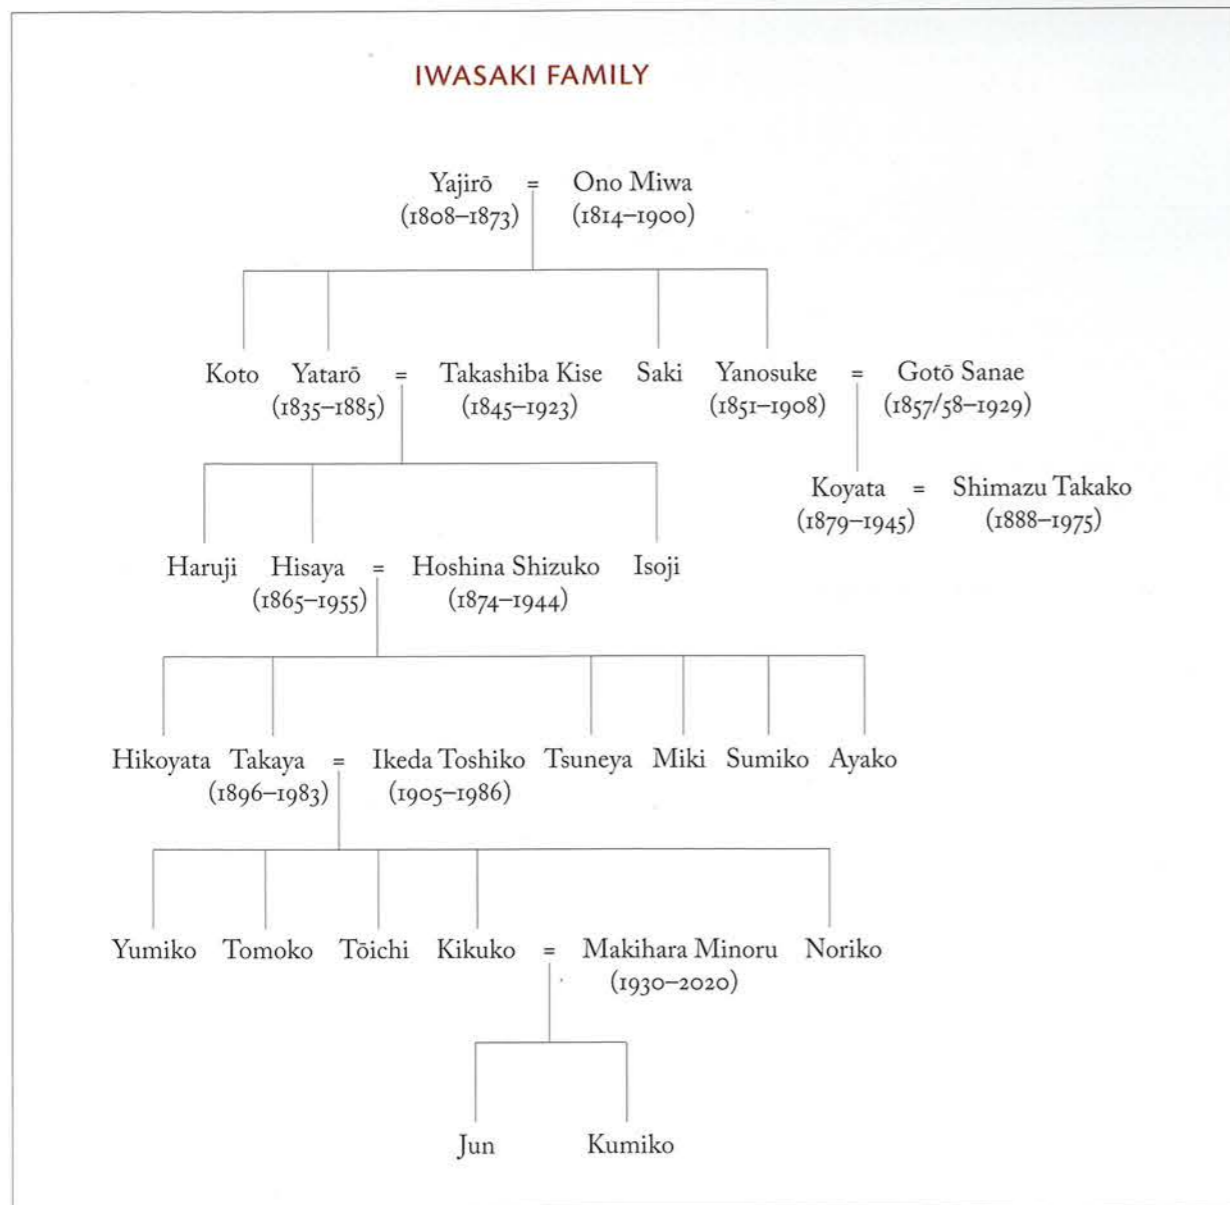 IWASAKI FAMILY
Yajirō = Ono Miwa
(1808–1873) (1814–1900)
Koto Yatarō = Takashiba Kise Saki Yanosuke = Gotō Sanae
(1835–1885) (1845–1923) (1851–1908) (1857/58–1929)
Koyata = Shimazu Takako
(1879–1945) (1888–1975)
Haruji Hisaya = Hoshina Shizuko Isoji
(1865–1955) (1874–1944)
Hikoyata Takaya = Ikeda Toshiko Tsuneya Miki Sumiko Ayako
(1896–1983) (1905–1986)
Yumiko Tomoko Tōichi Kikuko = Makihara Minoru Noriko
(1930–2020)
Jun Kumiko